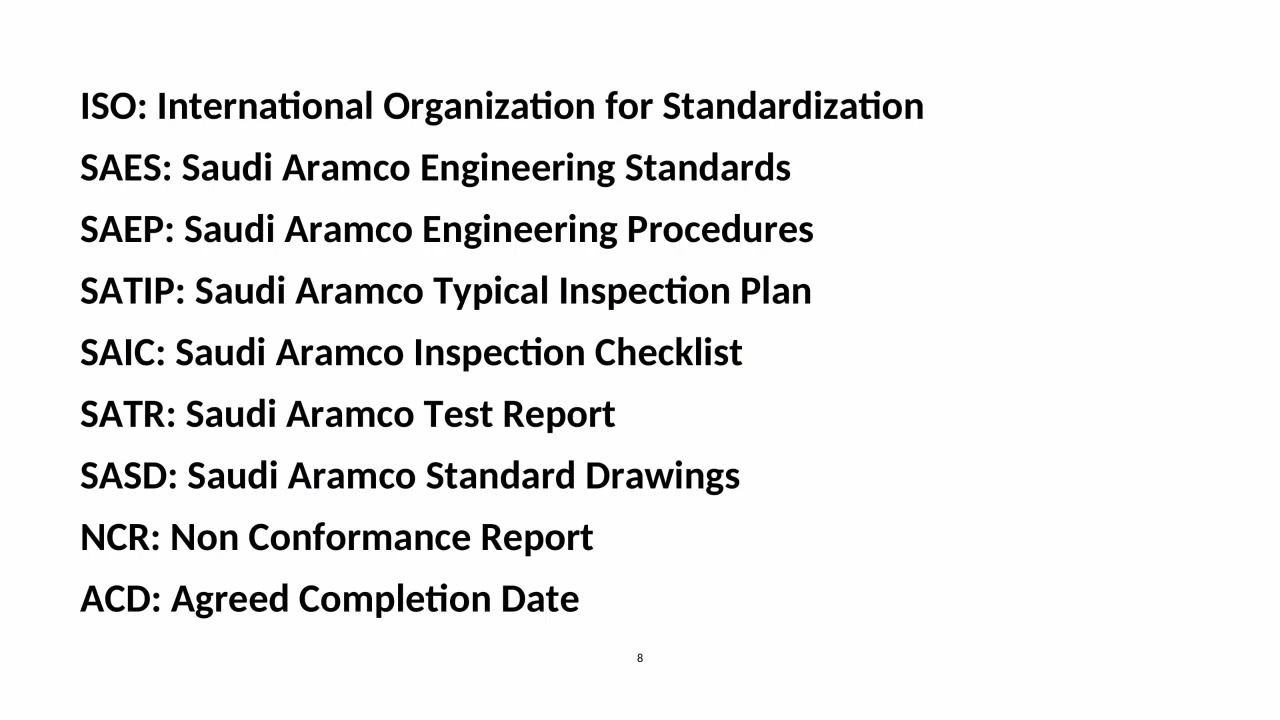 ISO: International Organization for Standardization
SAES: Saudi Aramco Engineering Standards
SAEP: Saudi Aramco Engineering Procedures
SATIP: Saudi Aramco Typical Inspection Plan
SAIC: Saudi Aramco Inspection Checklist
SATR: Saudi Aramco Test Report
SASD: Saudi Aramco Standard Drawings
NCR: Non Conformance Report
ACD: Agreed Completion Date
8